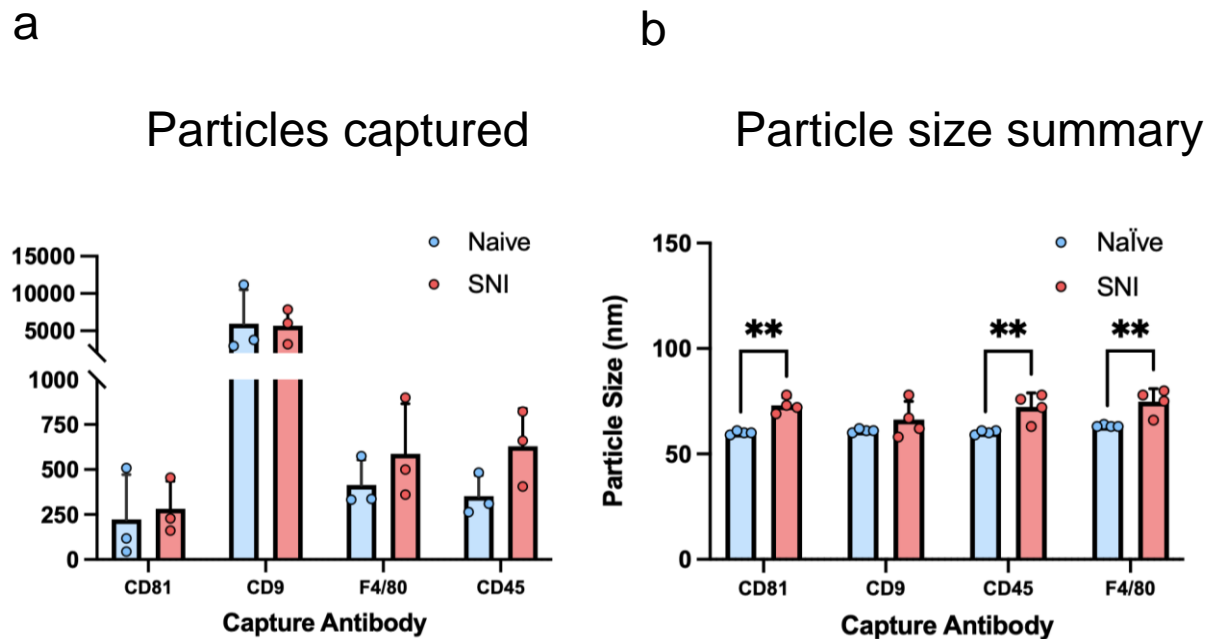 a
Particles captured
Naive
SNI
15000
10000
5000
1000
750
500
250
0
CD81 CD9 F4/80 CD45
Capture Antibody
b
Particle size summary
NaÏve
SNI
Particle Size (nm)
150
100
50
0
** ** **
CD81 CD9 CD45 F4/80
Capture Antibody